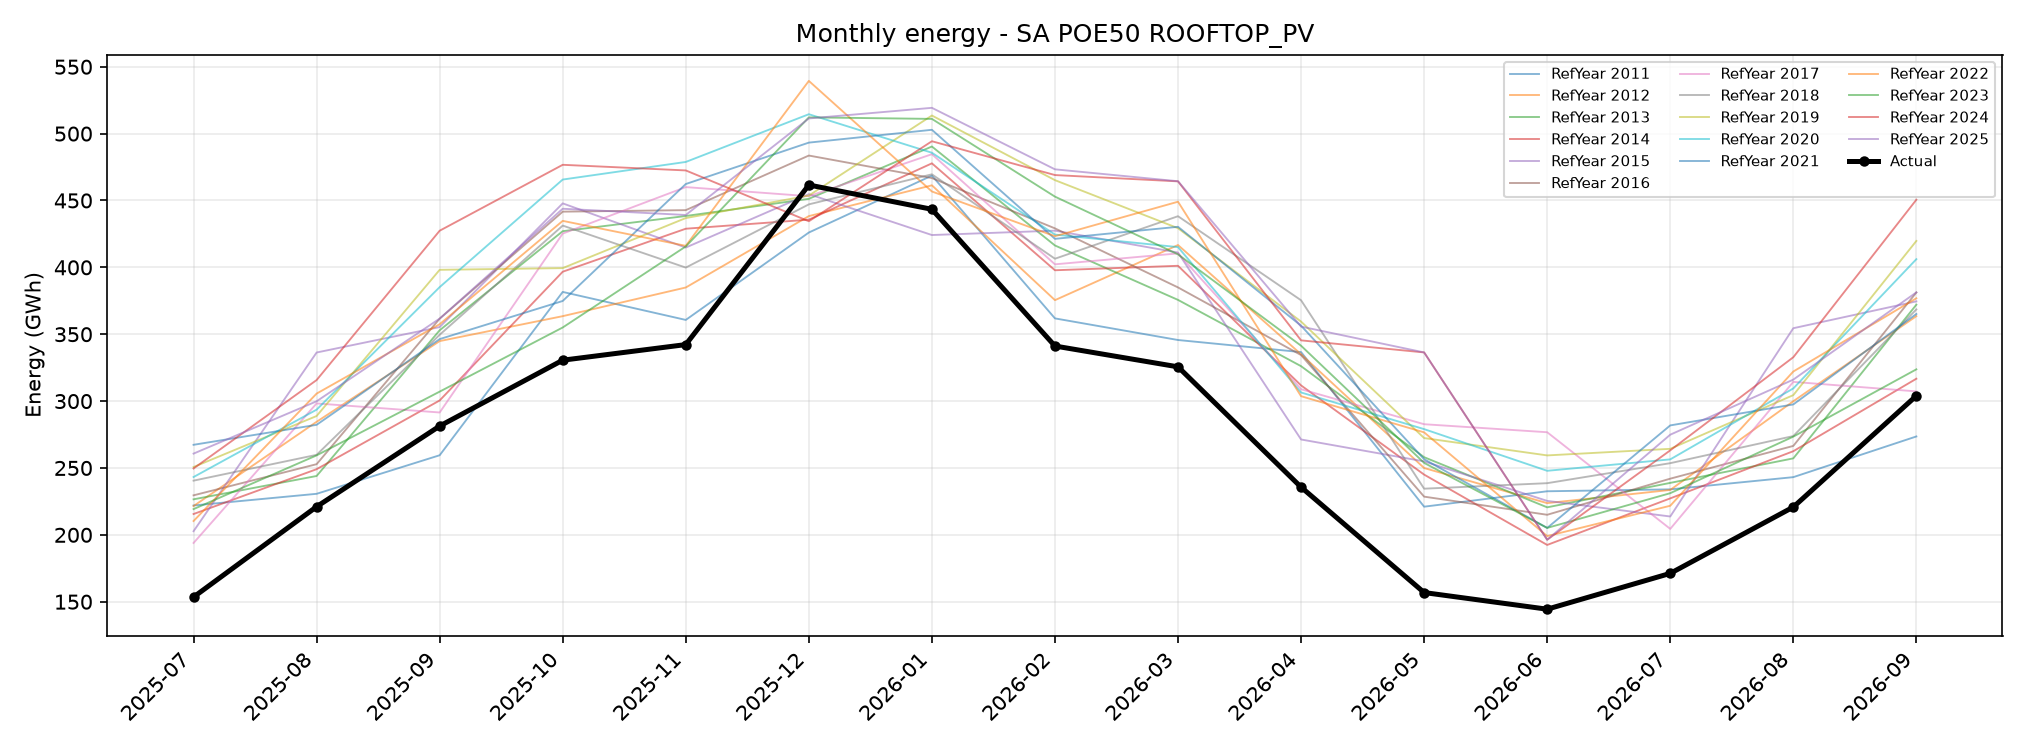 Monthly energy - SA POE50 ROOFTOP_PV
Energy (GWh)
550
500
450
400
350
300
250
200
150
RefYear 2011
RefYear 2012
RefYear 2013
RefYear 2014
RefYear 2015
RefYear 2016
RefYear 2017
RefYear 2018
RefYear 2019
RefYear 2020
RefYear 2021
RefYear 2022
RefYear 2023
RefYear 2024
RefYear 2025
Actual
2025-07
2025-08
2025-09
2025-10
2025-11
2025-12
2026-01
2026-02
2026-03
2026-04
2026-05
2026-06
2026-07
2026-08
2026-09